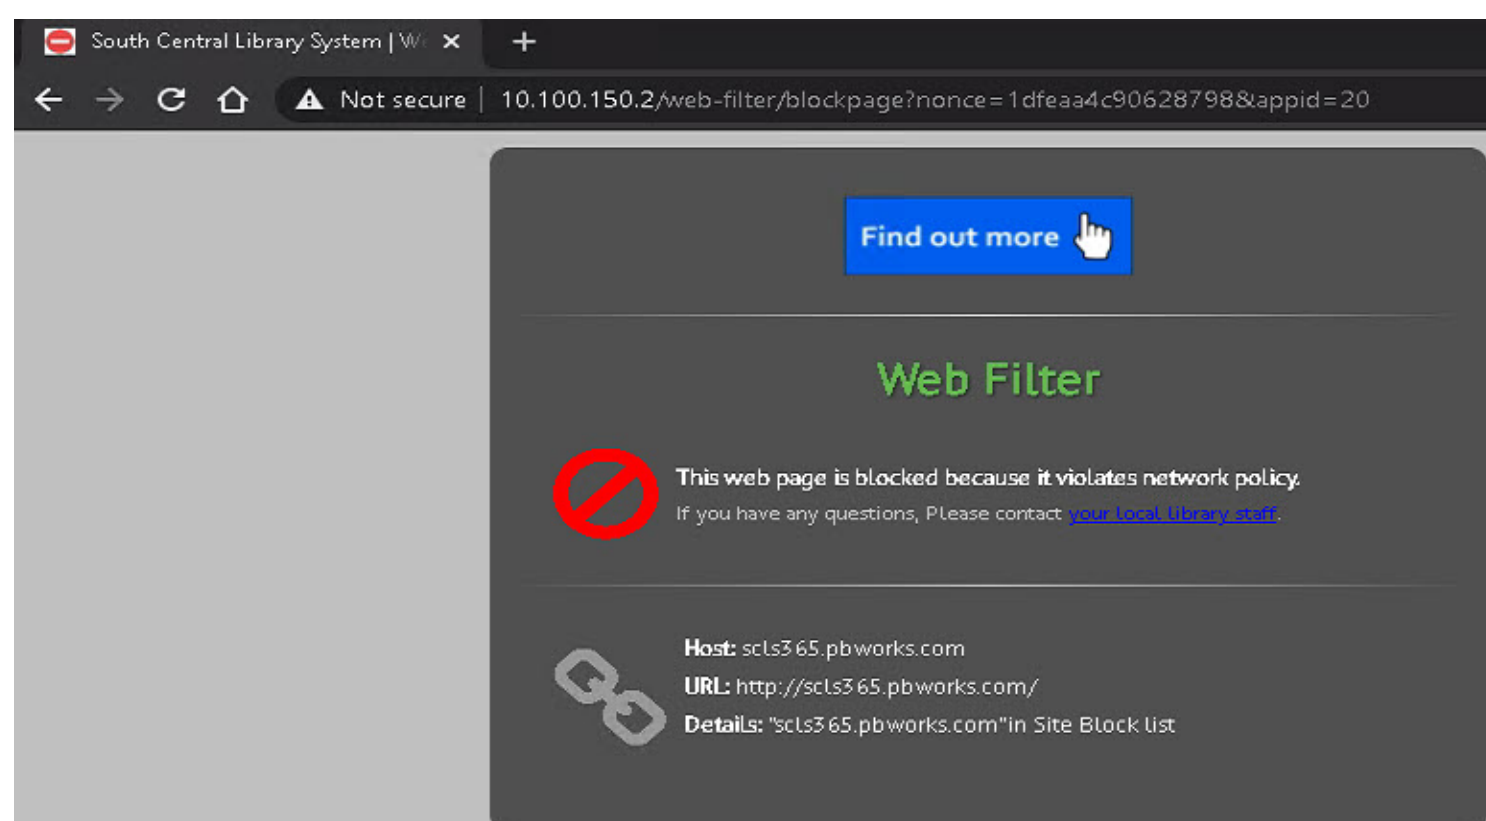 South Central Library System | W
Not secure | 10.100.150.2/web-filter/blockpage?nonce=1dfeaa4c90628798&appid=20
Find out more
Web Filter
This web page is blocked because it violates network policy.
If you have any questions, Please contact your local library staff.
Host: scls365.pbworks.com
URL: http://scls365.pbworks.com/
Details: "scls365.pbworks.com"in Site Block list